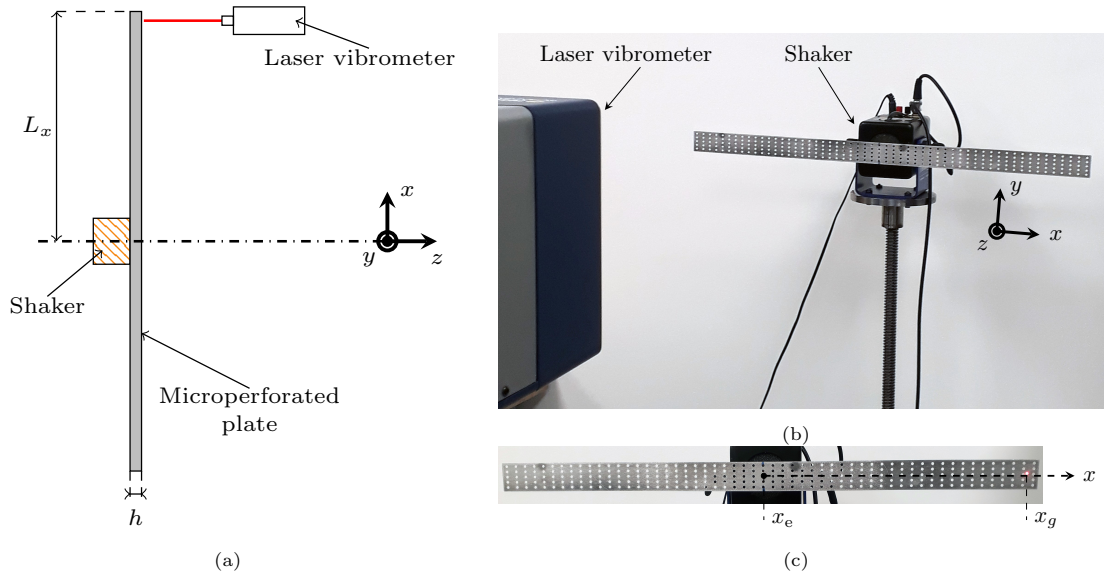 Laser vibrometer
L_x
x
y
z
Shaker
Microperforated
plate
h
(a)
Laser vibrometer
Shaker
y
z
x
(b)
x
x_e
x_g
(c)